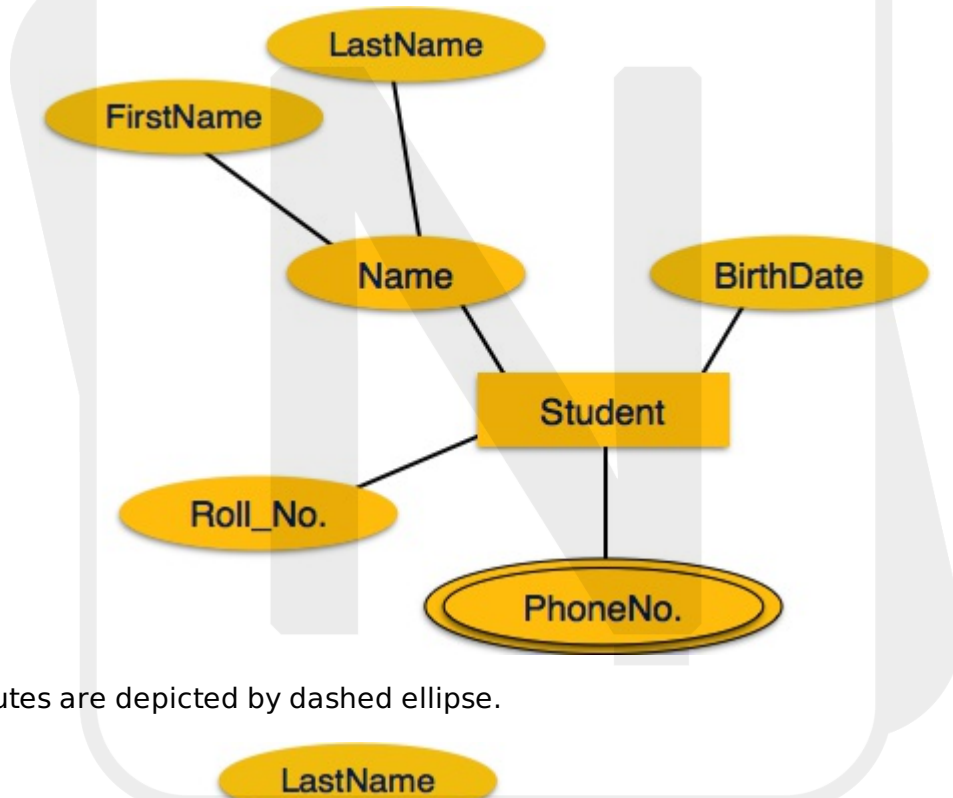 LastName
FirstName
Name
BirthDate
Student
Roll_No.
PhoneNo.
utes are depicted by dashed ellipse.
LastName